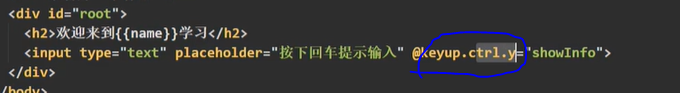 <div id="root">
<h2>欢迎来到{{name}}学习</h2>
<input type="text" placeholder="按下回车提示输入" @keyup.ctrl.y="showInfo">
</div>
</body>